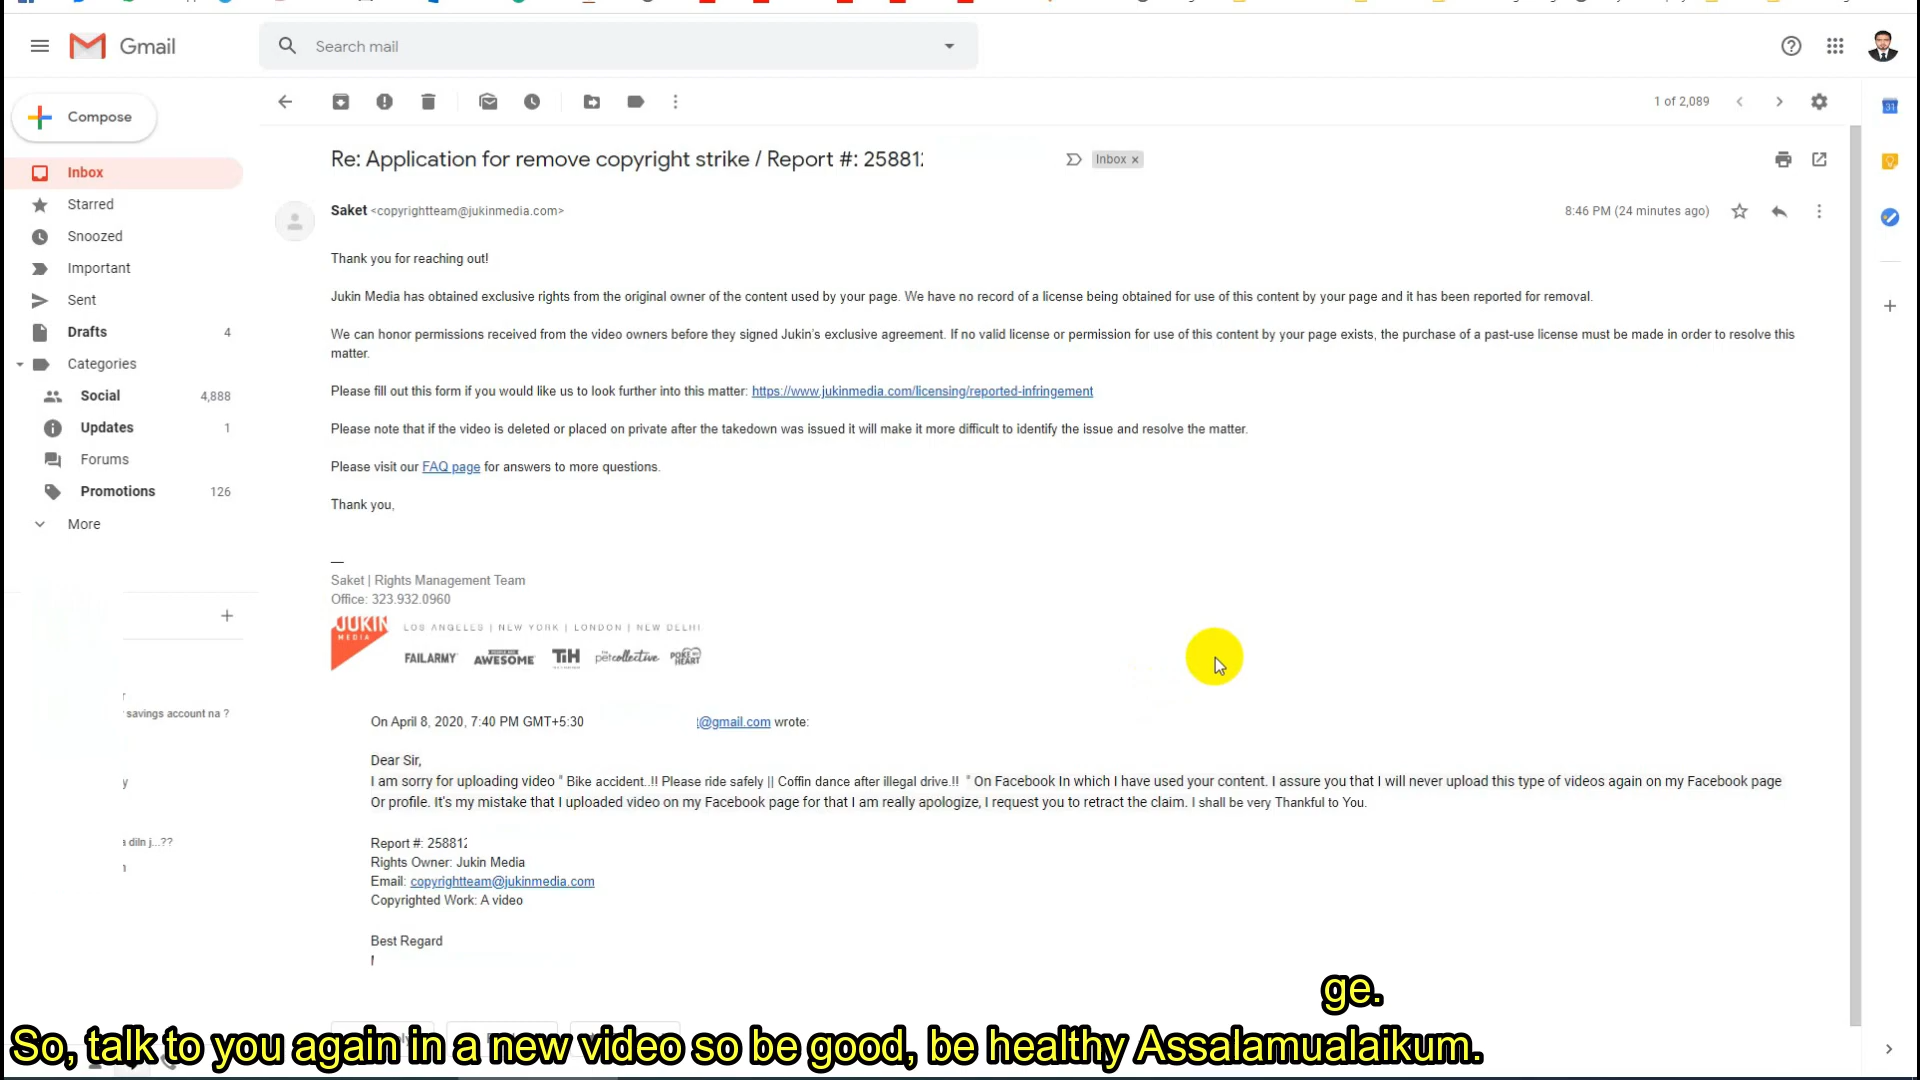 Gmail
Search mail
1 of 2,089
Compose
Inbox
Starred
Snoozed
Important
Sent
Drafts 4
Categories
Social 4,888
Updates 1
Forums
Promotions 126
More
savings account na ?
a diln j...??
Re: Application for remove copyright strike / Report #: 25881
Inbox ×
Saket <copyrightteam@jukinmedia.com>
8:46 PM (24 minutes ago)
Thank you for reaching out!
Jukin Media has obtained exclusive rights from the original owner of the content used by your page. We have no record of a license being obtained for use of this content by your page and it has been reported for removal.
We can honor permissions received from the video owners before they signed Jukin's exclusive agreement. If no valid license or permission for use of this content by your page exists, the purchase of a past-use license must be made in order to resolve this
matter.
Please fill out this form if you would like us to look further into this matter: https://www.jukinmedia.com/licensing/reported-infringement
Please note that if the video is deleted or placed on private after the takedown was issued it will make it more difficult to identify the issue and resolve the matter.
Please visit our FAQ page for answers to more questions.
Thank you,
—
Saket | Rights Management Team
Office: 323.932.0960
JUKIN
MEDIA
LOS ANGELES | NEW YORK | LONDON | NEW DELHI
FAILARMY AWESOME TiH petcollective POKE MY HEART
On April 8, 2020, 7:40 PM GMT+5:30
@gmail.com wrote:
Dear Sir,
I am sorry for uploading video " Bike accident..!! Please ride safely || Coffin dance after illegal drive.!! " On Facebook In which I have used your content. I assure you that I will never upload this type of videos again on my Facebook page
Or profile. It's my mistake that I uploaded video on my Facebook page for that I am really apologize, I request you to retract the claim. I shall be very Thankful to You.
Report #: 25881
Rights Owner: Jukin Media
Email: copyrightteam@jukinmedia.com
Copyrighted Work: A video
Best Regard
ge.
So, talk to you again in a new video so be good, be healthy Assalamualaikum.